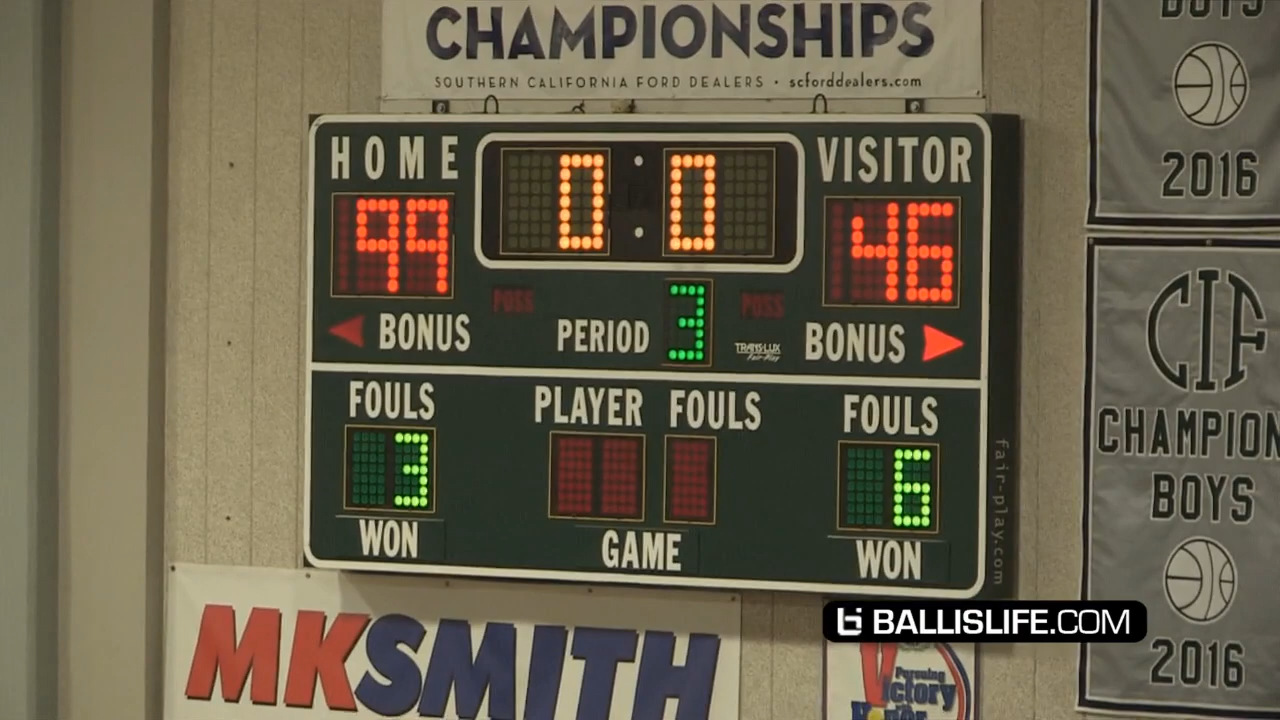 CHAMPIONSHIPS
SOUTHERN CALIFORNIA FORD DEALERS • scforddealers.com
HOME
0 : 0
VISITOR
99
46
POSS
POSS
BONUS
PERIOD 3
TRANS-LUX
Fair-Play
BONUS
FOULS
PLAYER FOULS
FOULS
3
6
WON
GAME
WON
fair-play.com
MKSMITH
BALLISLIFE.COM
Pursuing
Victory
Honor
BOYS
2016
CIF
CHAMPION
BOYS
2016